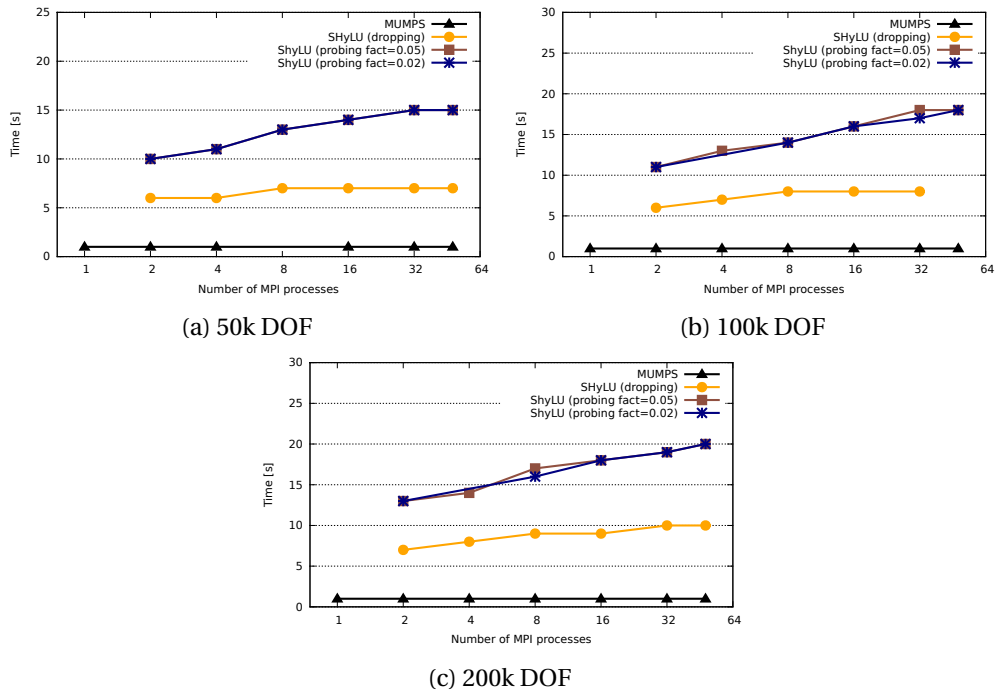 MUMPS
SHyLU (dropping)
ShyLU (probing fact=0.05)
ShyLU (probing fact=0.02)
25
20
15
10
5
0
Time [s]
1 2 4 8 16 32 64
Number of MPI processes
(a) 50k DOF
MUMPS
SHyLU (dropping)
ShyLU (probing fact=0.05)
ShyLU (probing fact=0.02)
30
25
20
15
10
5
0
Time [s]
1 2 4 8 16 32 64
Number of MPI processes
(b) 100k DOF
MUMPS
SHyLU (dropping)
ShyLU (probing fact=0.05)
ShyLU (probing fact=0.02)
30
25
20
15
10
5
0
Time [s]
1 2 4 8 16 32 64
Number of MPI processes
(c) 200k DOF